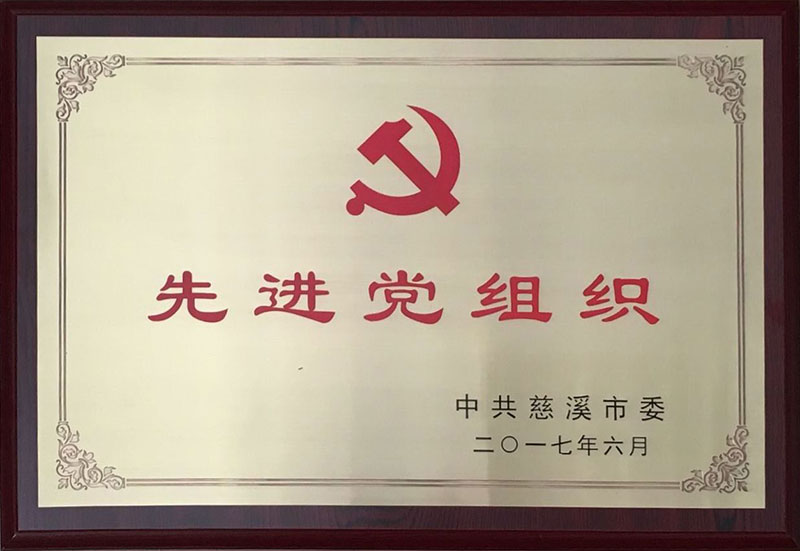 先进党组织
中共慈溪市委
二〇一七年六月